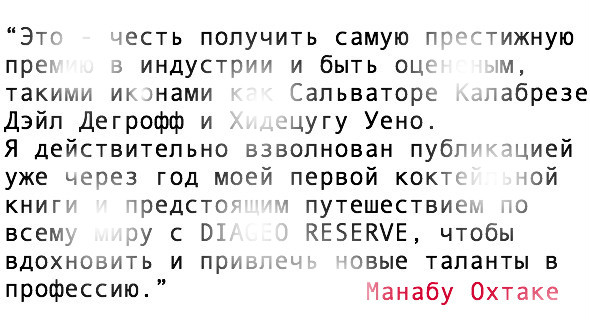 “Это - честь получить самую престижную
премию в индустрии и быть оцененным,
такими иконами как Сальваторе Калабрезе
Дэйл Дегрофф и Хидецугу Уено.
Я действительно взволнован публикацией
уже через год моей первой коктейльной
книги и предстоящим путешествием по
всему миру с DIAGEO RESERVE, чтобы
вдохновить и привлечь новые таланты в
профессию.”
Манабу Охтаке